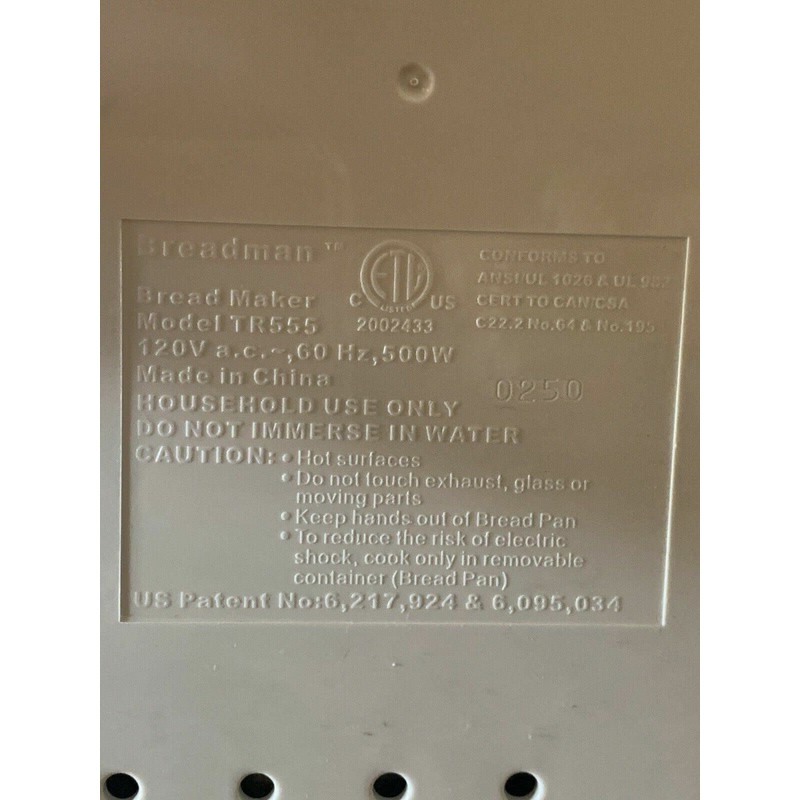 Breadman™
Bread Maker
Model TR555
120V a.c.~,60 Hz,500W
Made in China
HOUSEHOLD USE ONLY
DO NOT IMMERSE IN WATER
CAUTION: • Hot surfaces
• Do not touch exhaust, glass or
moving parts
• Keep hands out of Bread Pan
• To reduce the risk of electric
shock, cook only in removable
container (Bread Pan)
US Patent No:6,217,924 & 6,095,034
ETL
LISTED
C US
2002433
CONFORMS TO
ANSI/UL 1026 & UL 982
CERT TO CAN/CSA
C22.2 No.64 & No.195
0250